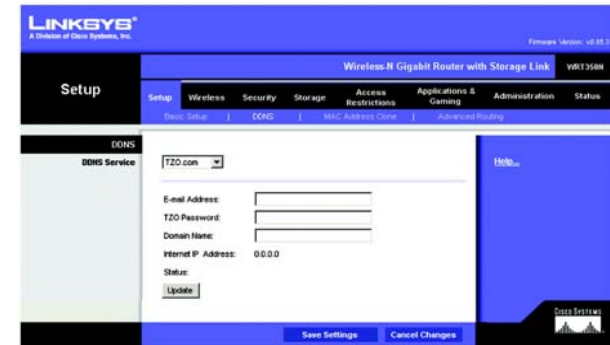 LINKSYS®
A Division of Cisco Systems, Inc.
Firmware Version: v0.05.3
Wireless-N Gigabit Router with Storage Link WRT350N
Setup
Setup Wireless Security Storage Access Restrictions Applications & Gaming Administration Status
Basic Setup | DDNS | MAC Address Clone | Advanced Routing
DDNS
DDNS Service
TZO.com
Help...
E-mail Address:
TZO Password:
Domain Name:
Internet IP Address: 0.0.0.0
Status:
Update
CISCO SYSTEMS
Save Settings Cancel Changes